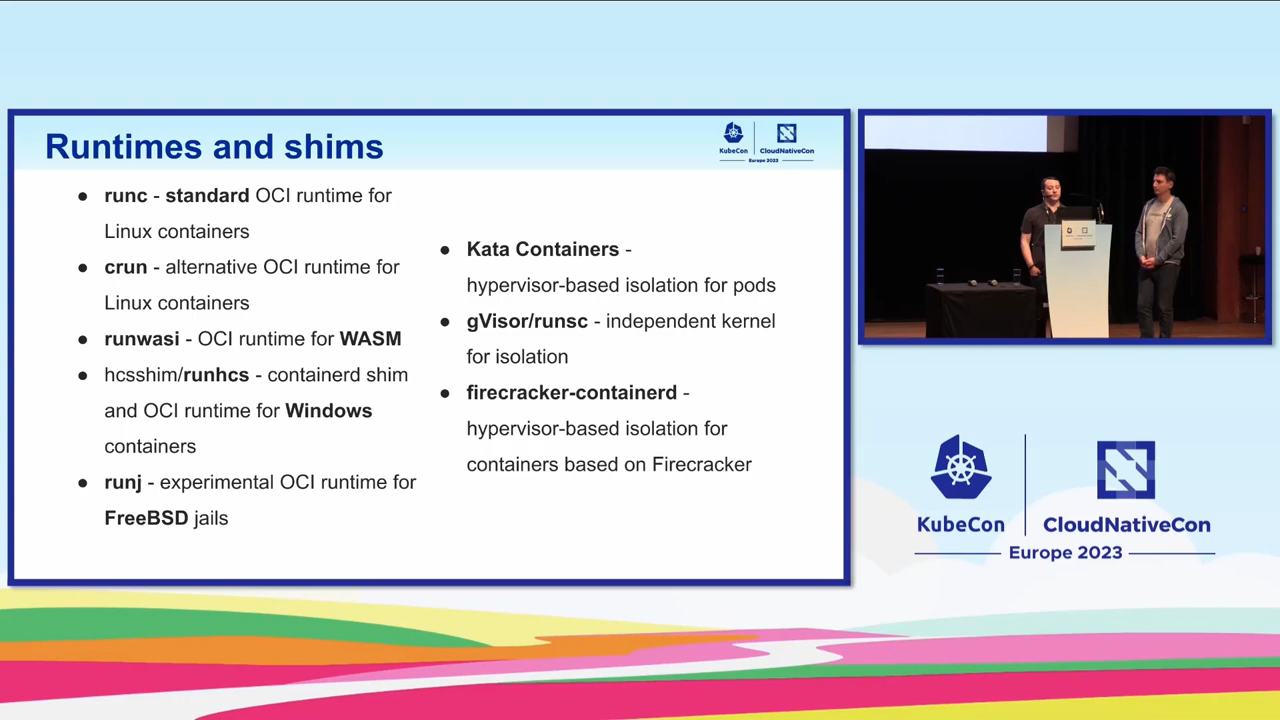 Runtimes and shims
KubeCon
CloudNativeCon
Europe 2023
● runc - standard OCI runtime for
Linux containers
● crun - alternative OCI runtime for
Linux containers
● runwasi - OCI runtime for WASM
● hcsshim/runhcs - containerd shim
and OCI runtime for Windows
containers
● runj - experimental OCI runtime for
FreeBSD jails
● Kata Containers -
hypervisor-based isolation for pods
● gVisor/runsc - independent kernel
for isolation
● firecracker-containerd -
hypervisor-based isolation for
containers based on Firecracker
KubeCon
CloudNativeCon
Europe 2023